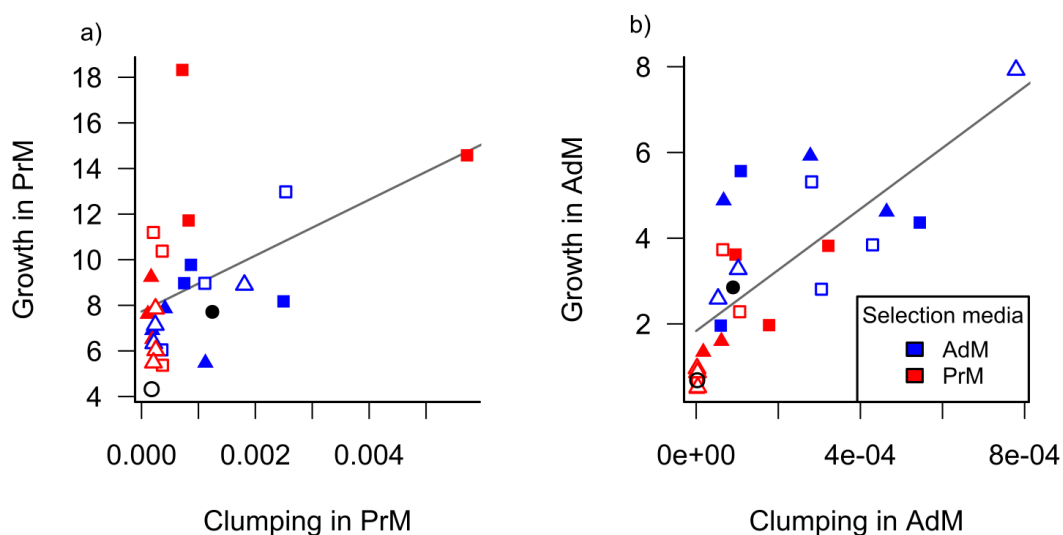 a)
Growth in PrM
18
16
14
12
10
8
6
4
0.000
0.002
0.004
Clumping in PrM
b)
Growth in AdM
8
6
4
2
0e+00
4e-04
8e-04
Clumping in AdM
Selection media
AdM
PrM